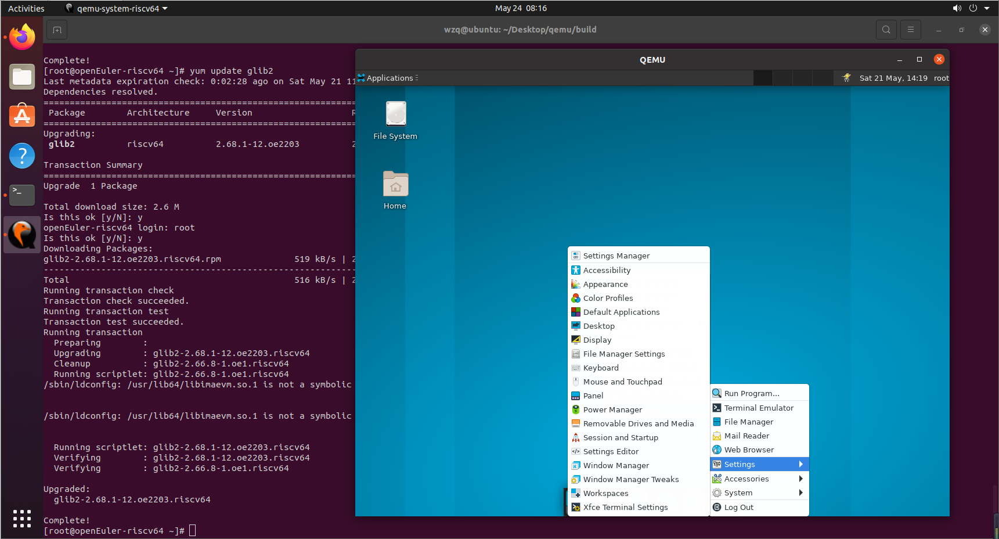 Activities
qemu-system-riscv64
May 24 08:16
wzq@ubuntu: ~/Desktop/qemu/build
Complete!
[root@openEuler-riscv64 ~]# yum update glib2
Last metadata expiration check: 0:02:28 ago on Sat May 21 11
Dependencies resolved.
================================================================
Package Architecture Version R
================================================================
Upgrading:
glib2 riscv64 2.68.1-12.oe2203 2
Transaction Summary
================================================================
Upgrade 1 Package
Total download size: 2.6 M
Is this ok [y/N]: y
openEuler-riscv64 login: root
Is this ok [y/N]: y
Downloading Packages:
glib2-2.68.1-12.oe2203.riscv64.rpm 519 kB/s | 2
----------------------------------------------------------------
Total 516 kB/s | 2
Running transaction check
Transaction check succeeded.
Running transaction test
Transaction test succeeded.
Running transaction
Preparing :
Upgrading : glib2-2.68.1-12.oe2203.riscv64
Cleanup : glib2-2.66.8-1.oe1.riscv64
Running scriptlet: glib2-2.66.8-1.oe1.riscv64
/sbin/ldconfig: /usr/lib64/libimaevm.so.1 is not a symbolic
/sbin/ldconfig: /usr/lib64/libimaevm.so.1 is not a symbolic
Running scriptlet: glib2-2.68.1-12.oe2203.riscv64
Verifying : glib2-2.68.1-12.oe2203.riscv64
Verifying : glib2-2.66.8-1.oe1.riscv64
Upgraded:
glib2-2.68.1-12.oe2203.riscv64
Complete!
[root@openEuler-riscv64 ~]#
QEMU
Applications
Sat 21 May, 14:19 root
File System
Home
Settings Manager
Accessibility
Appearance
Color Profiles
Default Applications
Desktop
Display
File Manager Settings
Keyboard
Mouse and Touchpad
Panel
Power Manager
Removable Drives and Media
Session and Startup
Settings Editor
Window Manager
Window Manager Tweaks
Workspaces
Xfce Terminal Settings
Run Program...
Terminal Emulator
File Manager
Mail Reader
Web Browser
Settings
Accessories
System
Log Out